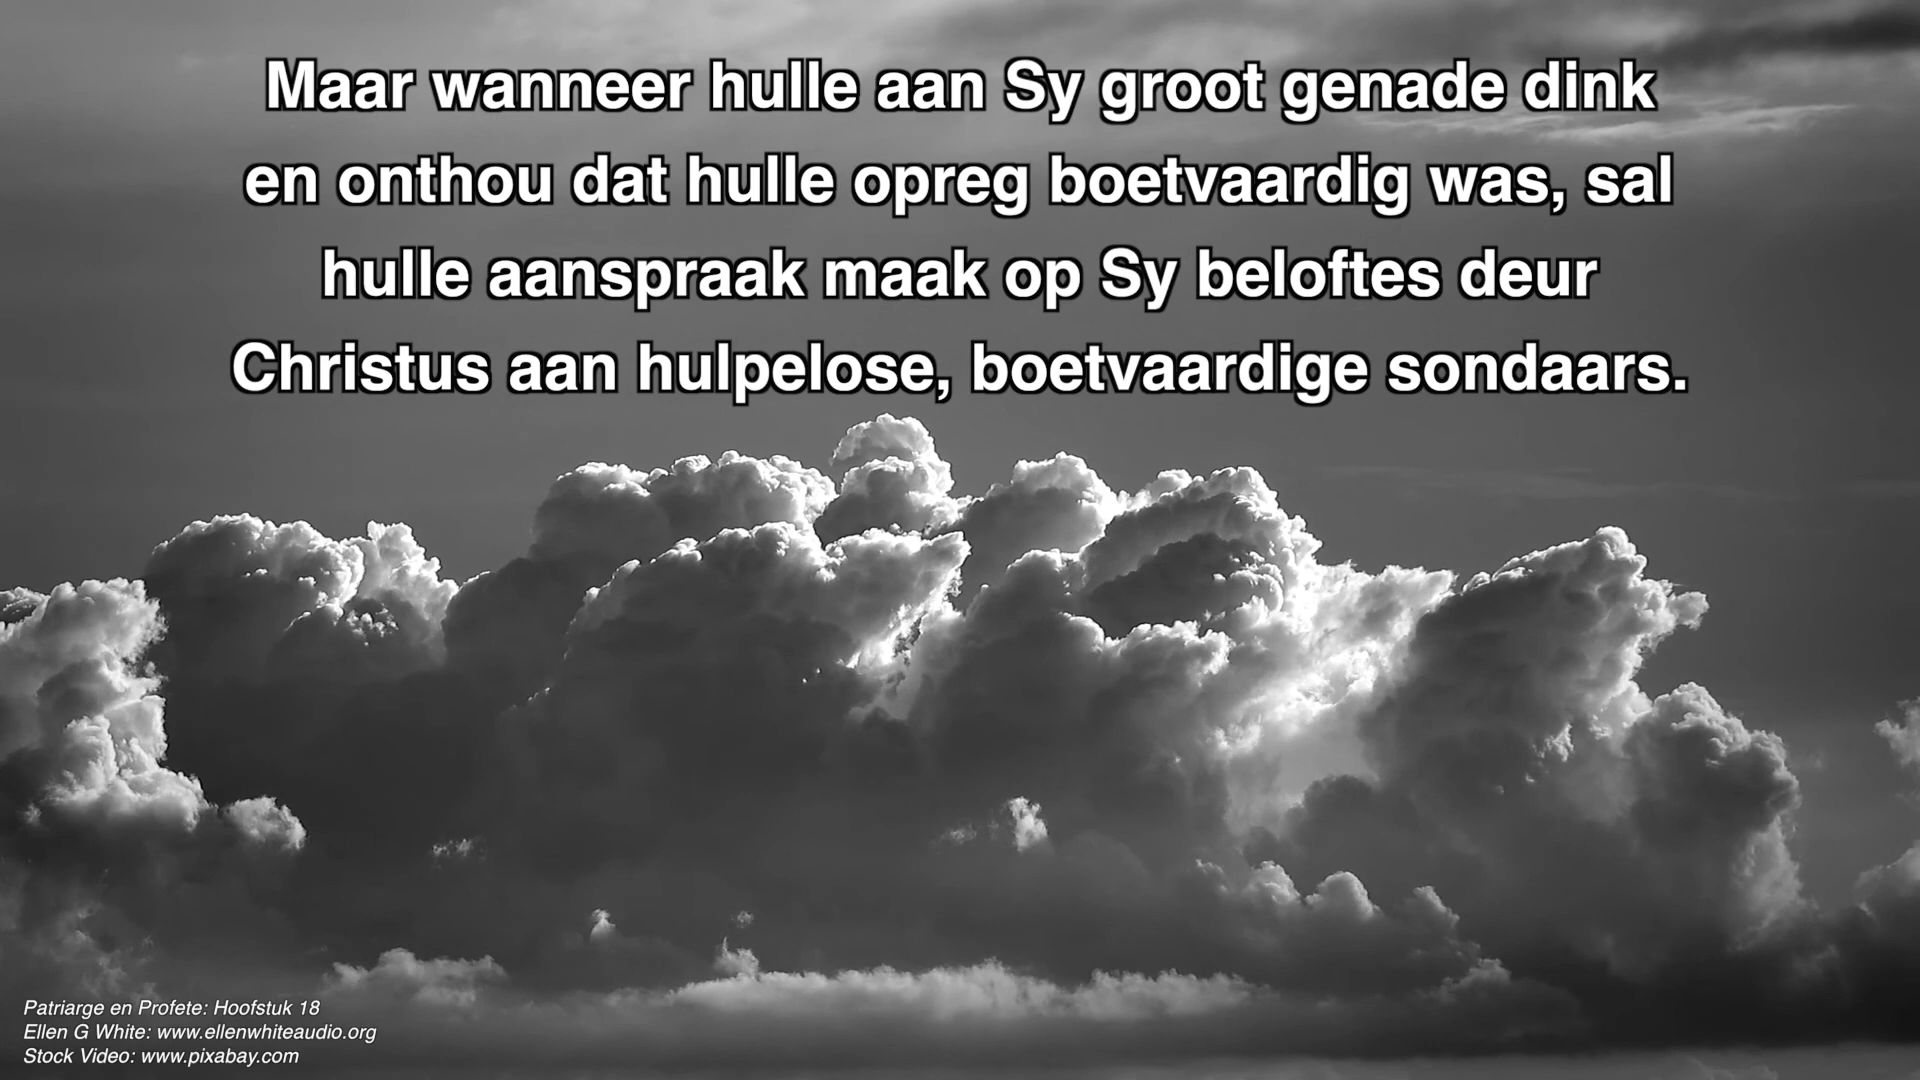 Maar wanneer hulle aan Sy groot genade dink
en onthou dat hulle opreg boetvaardig was, sal
hulle aanspraak maak op Sy beloftes deur
Christus aan hulpelose, boetvaardige sondaars.
Patriarge en Profete: Hoofstuk 18
Ellen G White: www.ellenwhiteaudio.org
Stock Video: www.pixabay.com